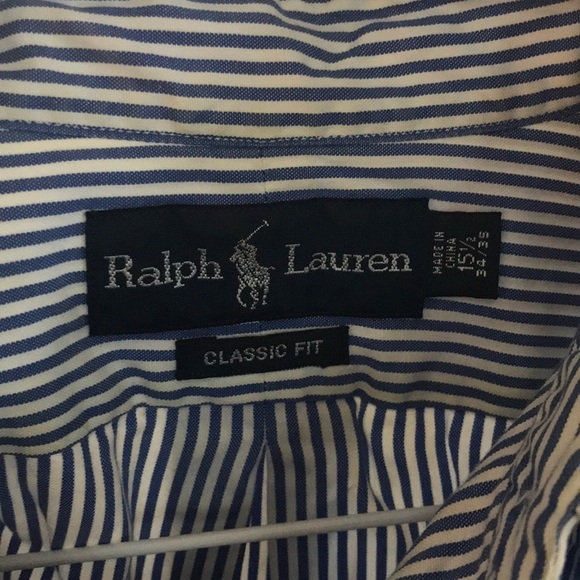 Ralph Lauren
MADE IN
CHINA
15½
34/35
CLASSIC FIT